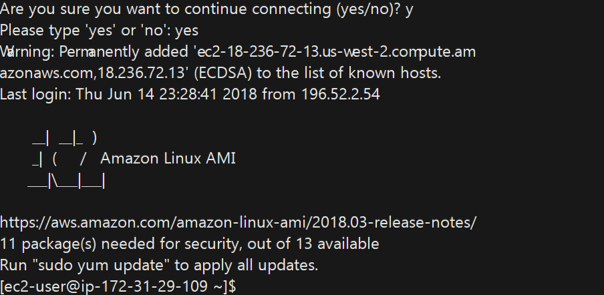 Are you sure you want to continue connecting (yes/no)? y
Please type 'yes' or 'no': yes
Warning: Permanently added 'ec2-18-236-72-13.us-west-2.compute.am
azonaws.com,18.236.72.13' (ECDSA) to the list of known hosts.
Last login: Thu Jun 14 23:28:41 2018 from 196.52.2.54
__|  __|_  )
_|  (     /   Amazon Linux AMI
___|\___|___|
https://aws.amazon.com/amazon-linux-ami/2018.03-release-notes/
11 package(s) needed for security, out of 13 available
Run "sudo yum update" to apply all updates.
[ec2-user@ip-172-31-29-109 ~]$